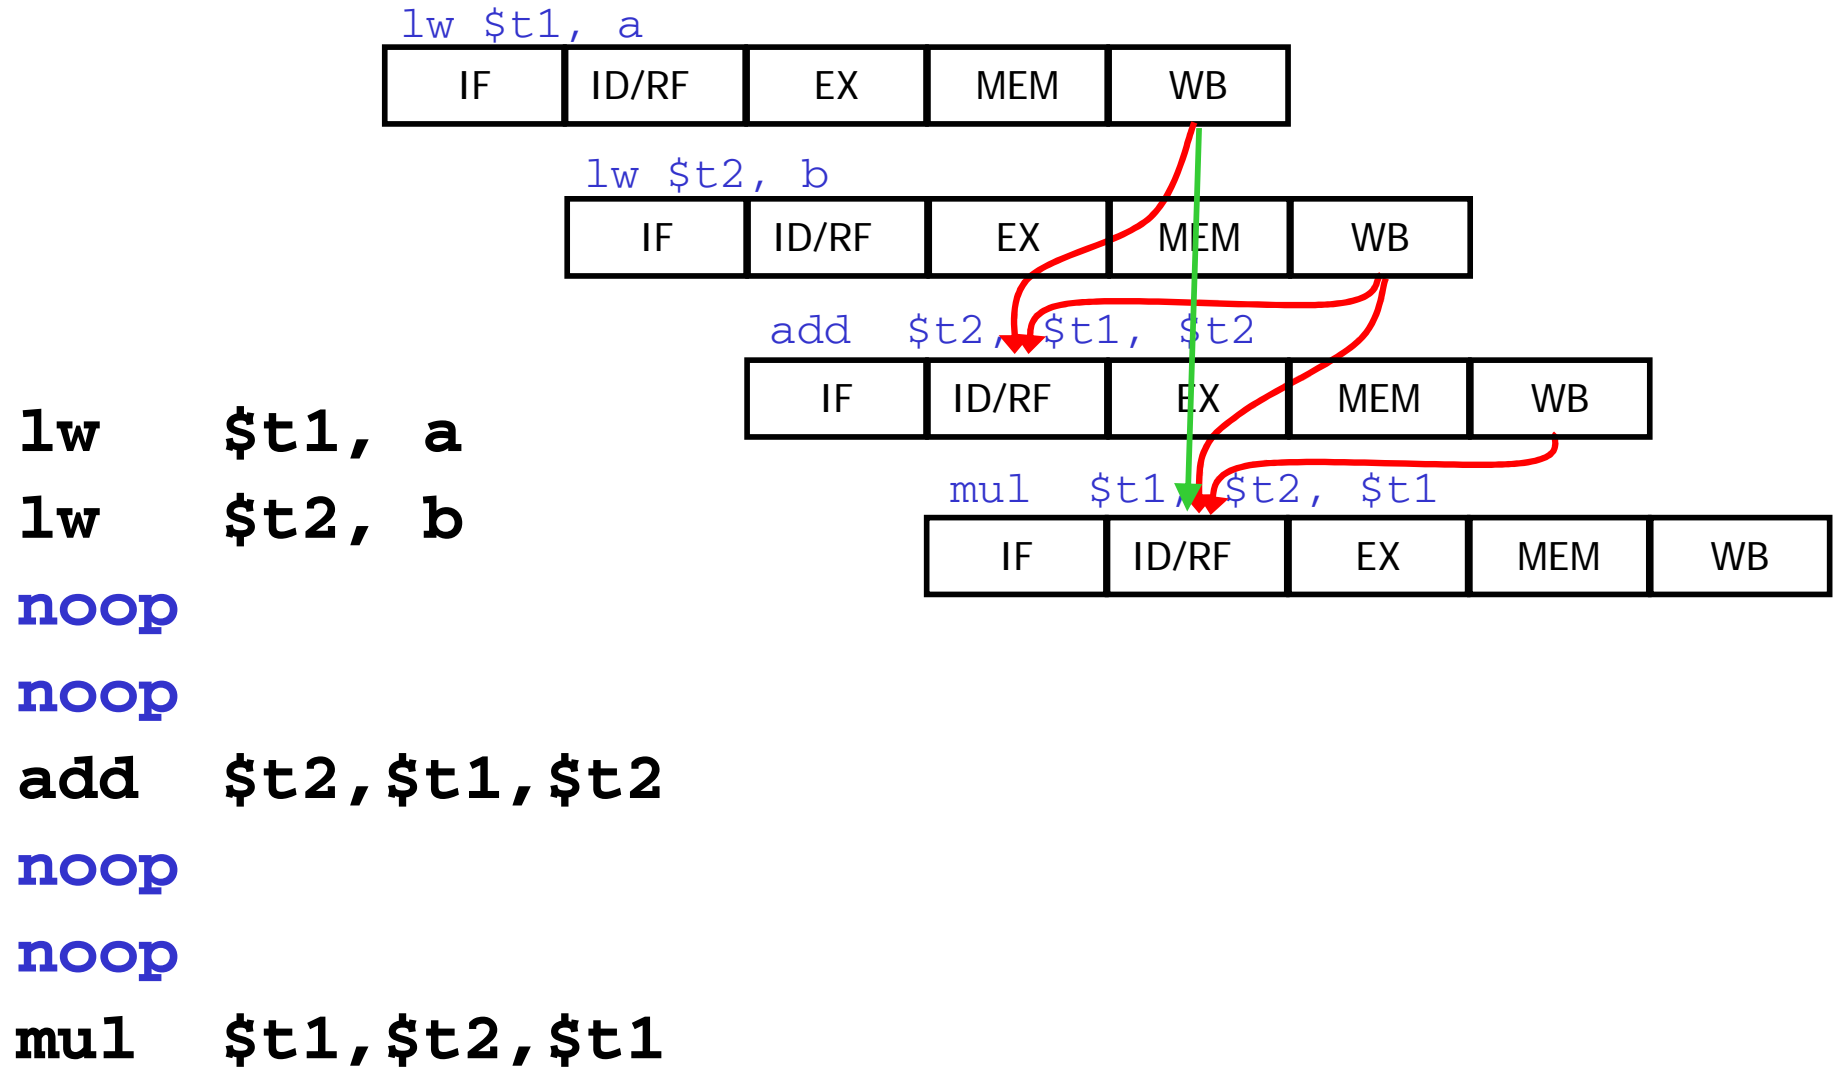 lw $t1, a
IF ID/RF EX MEM WB
lw $t2, b
IF ID/RF EX MEM WB
add $t2, $t1, $t2
IF ID/RF EX MEM WB
mul $t1, $t2, $t1
IF ID/RF EX MEM WB
lw $t1, a
lw $t2, b
noop
noop
add $t2,$t1,$t2
noop
noop
mul $t1,$t2,$t1